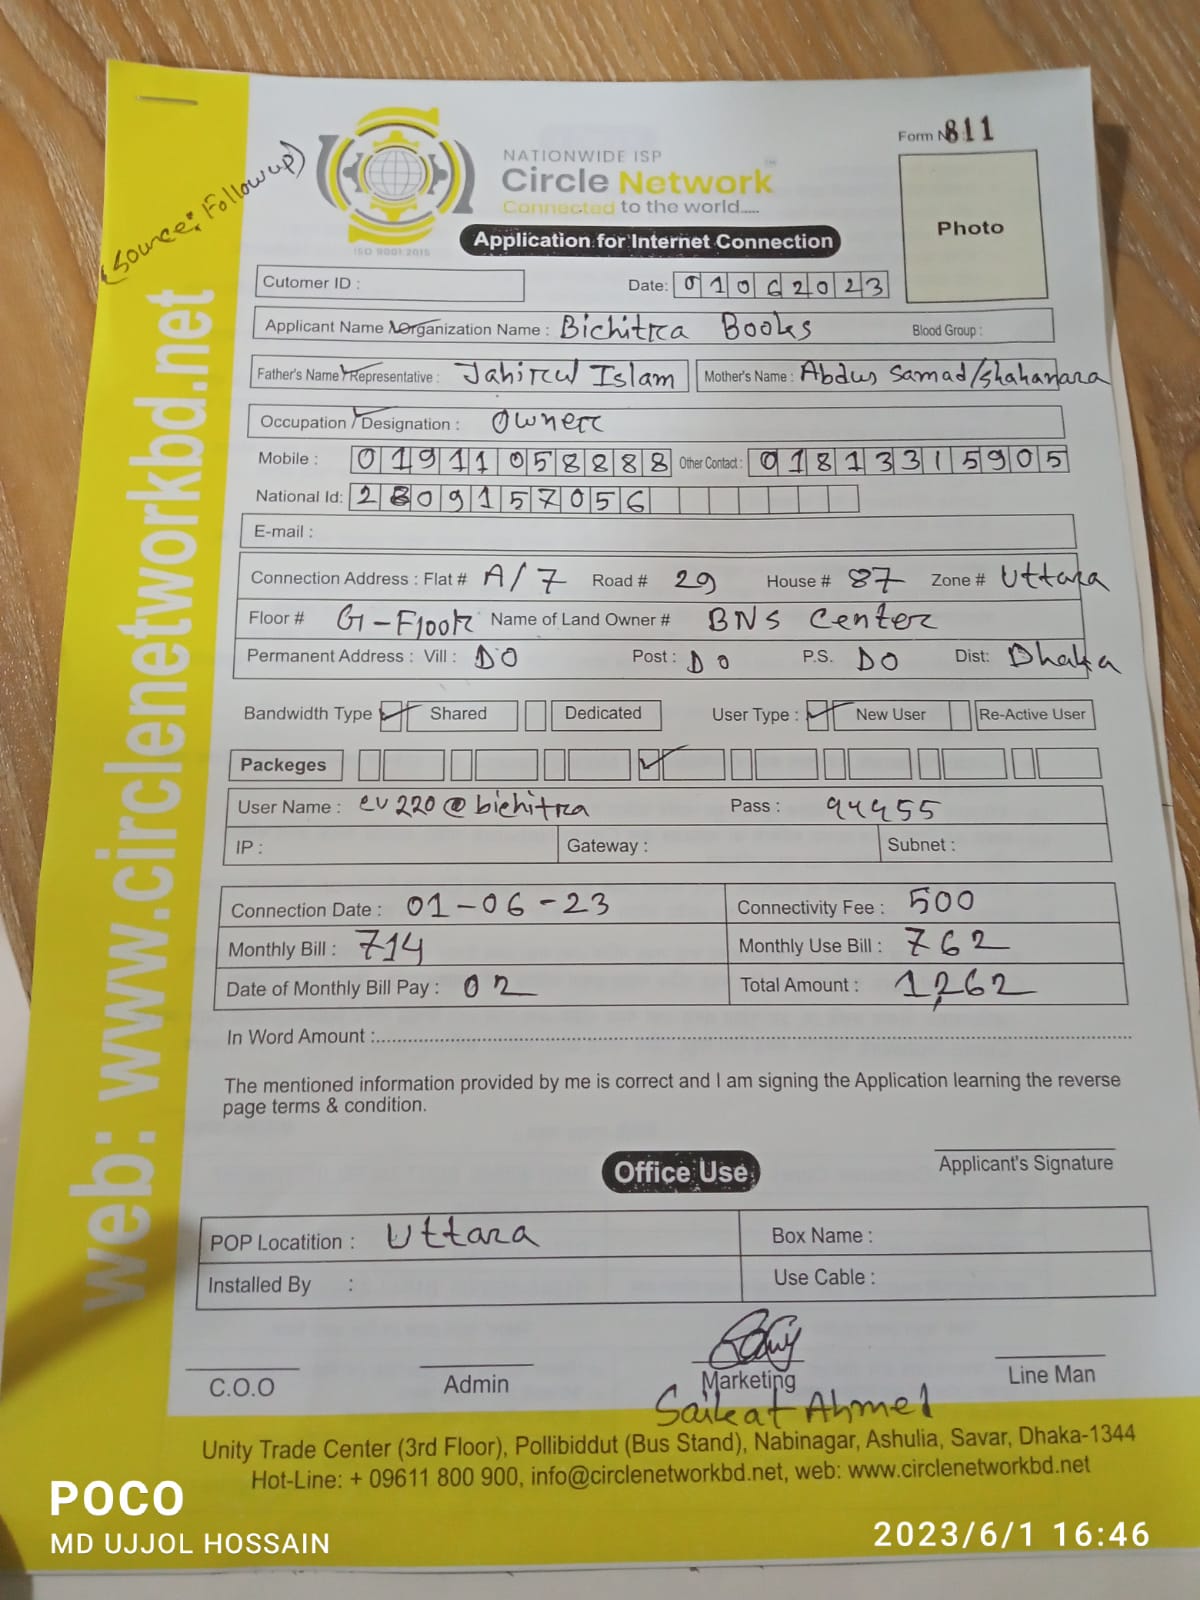 (Source: Follow up)
Form N 811
NATIONWIDE ISP
Circle Network™
Connected to the world.....
ISO 9001:2015
Photo
Application for Internet Connection
Cutomer ID :
Date: 01062023
Applicant Name / Organization Name : Bichitra Books Blood Group :
Father's Name / Representative : Jahirul Islam Mother's Name : Abdus Samad/Shahanara
Occupation / Designation : Owner
Mobile : 01911058888 Other Contact : 01813315905
National Id: 2809157056
E-mail :
Connection Address : Flat # A/7 Road # 29 House # 87 Zone # Uttara
Floor # G-Floor Name of Land Owner # BNS Center
Permanent Address : Vill : DO Post : Do P.S. DO Dist: Dhaka
Bandwidth Type Shared Dedicated User Type : New User Re-Active User
Packeges
User Name : cv220@bichitra Pass : 94455
IP : Gateway : Subnet :
Connection Date : 01-06-23 Connectivity Fee : 500
Monthly Bill : 714 Monthly Use Bill : 762
Date of Monthly Bill Pay : 02 Total Amount : 1,262
In Word Amount :
The mentioned information provided by me is correct and I am signing the Application learning the reverse
page terms & condition.
Applicant's Signature
Office Use
POP Locatition : Uttara Box Name :
Installed By : Use Cable :
C.O.O Admin Marketing Line Man
Saikat Ahmed
Unity Trade Center (3rd Floor), Pollibiddut (Bus Stand), Nabinagar, Ashulia, Savar, Dhaka-1344
Hot-Line: + 09611 800 900, info@circlenetworkbd.net, web: www.circlenetworkbd.net
web: www.circlenetworkbd.net
POCO
MD UJJOL HOSSAIN
2023/6/1 16:46